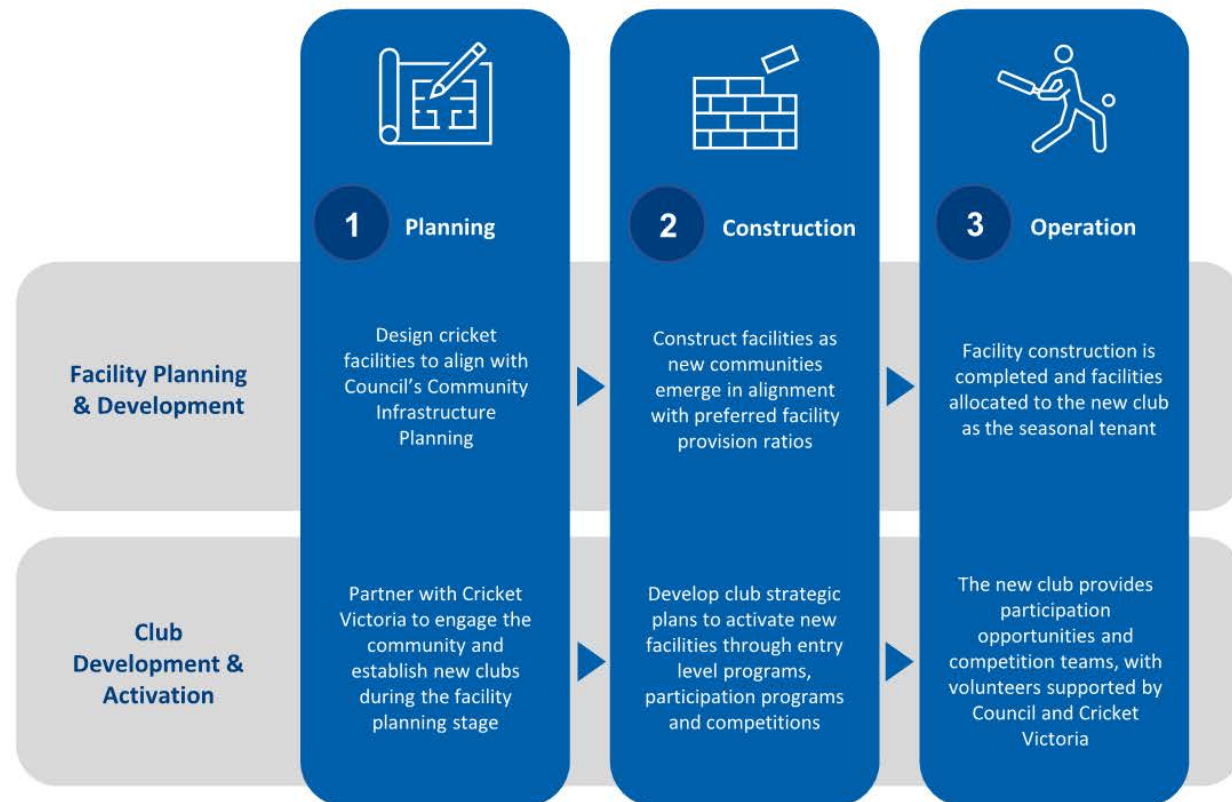 1 Planning
2 Construction
3 Operation
Facility Planning
& Development
Design cricket
facilities to align with
Council's Community
Infrastructure
Planning
Construct facilities as
new communities
emerge in alignment
with preferred facility
provision ratios
Facility construction is
completed and facilities
allocated to the new club
as the seasonal tenant
Club
Development &
Activation
Partner with Cricket
Victoria to engage the
community and
establish new clubs
during the facility
planning stage
Develop club strategic
plans to activate new
facilities through entry
level programs,
participation programs
and competitions
The new club provides
participation
opportunities and
competition teams, with
volunteers supported by
Council and Cricket
Victoria